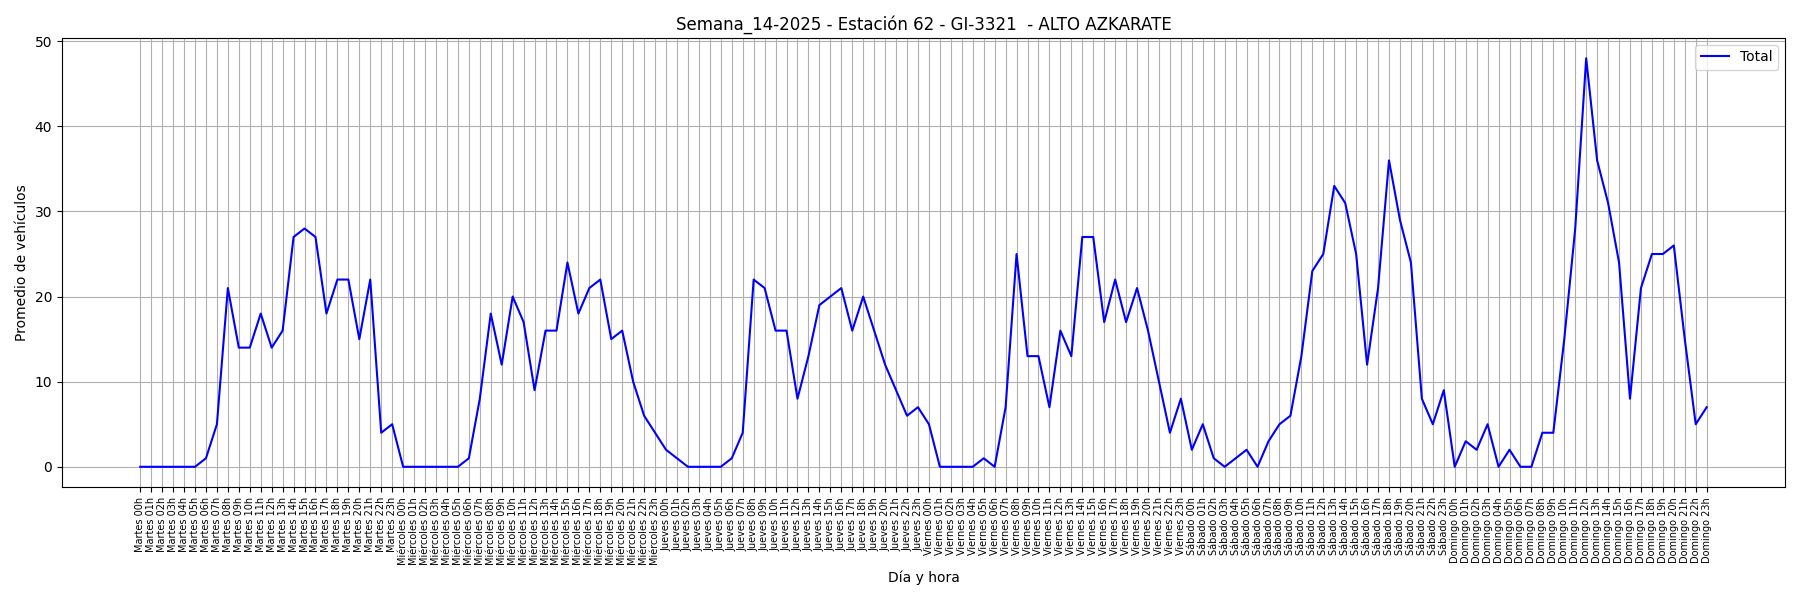 Semana_14-2025 - Estación 62 - GI-3321  - ALTO AZKARATE
Total
Promedio de vehículos
50
40
30
20
10
0
Martes 00h
Martes 01h
Martes 02h
Martes 03h
Martes 04h
Martes 05h
Martes 06h
Martes 07h
Martes 08h
Martes 09h
Martes 10h
Martes 11h
Martes 12h
Martes 13h
Martes 14h
Martes 15h
Martes 16h
Martes 17h
Martes 18h
Martes 19h
Martes 20h
Martes 21h
Martes 22h
Martes 23h
Miércoles 00h
Miércoles 01h
Miércoles 02h
Miércoles 03h
Miércoles 04h
Miércoles 05h
Miércoles 06h
Miércoles 07h
Miércoles 08h
Miércoles 09h
Miércoles 10h
Miércoles 11h
Miércoles 12h
Miércoles 13h
Miércoles 14h
Miércoles 15h
Miércoles 16h
Miércoles 17h
Miércoles 18h
Miércoles 19h
Miércoles 20h
Miércoles 21h
Miércoles 22h
Miércoles 23h
Jueves 00h
Jueves 01h
Jueves 02h
Jueves 03h
Jueves 04h
Jueves 05h
Jueves 06h
Jueves 07h
Jueves 08h
Jueves 09h
Jueves 10h
Jueves 11h
Jueves 12h
Jueves 13h
Jueves 14h
Jueves 15h
Jueves 16h
Jueves 17h
Jueves 18h
Jueves 19h
Jueves 20h
Jueves 21h
Jueves 22h
Jueves 23h
Viernes 00h
Viernes 01h
Viernes 02h
Viernes 03h
Viernes 04h
Viernes 05h
Viernes 06h
Viernes 07h
Viernes 08h
Viernes 09h
Viernes 10h
Viernes 11h
Viernes 12h
Viernes 13h
Viernes 14h
Viernes 15h
Viernes 16h
Viernes 17h
Viernes 18h
Viernes 19h
Viernes 20h
Viernes 21h
Viernes 22h
Viernes 23h
Sábado 00h
Sábado 01h
Sábado 02h
Sábado 03h
Sábado 04h
Sábado 05h
Sábado 06h
Sábado 07h
Sábado 08h
Sábado 09h
Sábado 10h
Sábado 11h
Sábado 12h
Sábado 13h
Sábado 14h
Sábado 15h
Sábado 16h
Sábado 17h
Sábado 18h
Sábado 19h
Sábado 20h
Sábado 21h
Sábado 22h
Sábado 23h
Domingo 00h
Domingo 01h
Domingo 02h
Domingo 03h
Domingo 04h
Domingo 05h
Domingo 06h
Domingo 07h
Domingo 08h
Domingo 09h
Domingo 10h
Domingo 11h
Domingo 12h
Domingo 13h
Domingo 14h
Domingo 15h
Domingo 16h
Domingo 17h
Domingo 18h
Domingo 19h
Domingo 20h
Domingo 21h
Domingo 22h
Domingo 23h
Día y hora